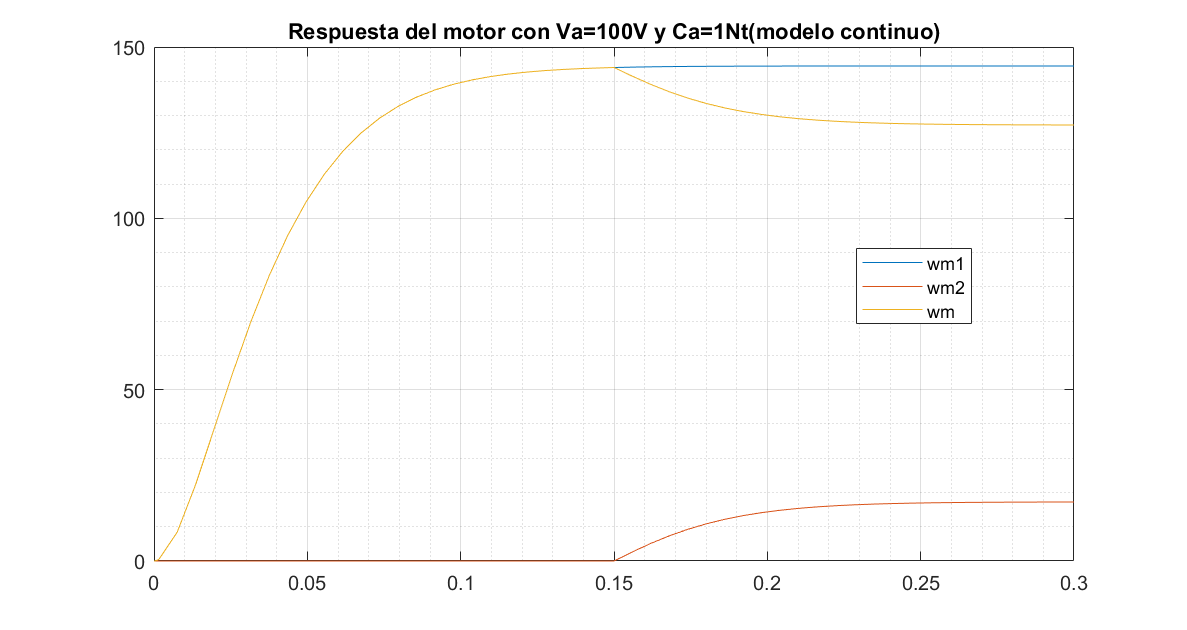 Respuesta del motor con Va=100V y Ca=1Nt(modelo continuo)
150
100
50
0
wm1
wm2
wm
0 0.05 0.1 0.15 0.2 0.25 0.3